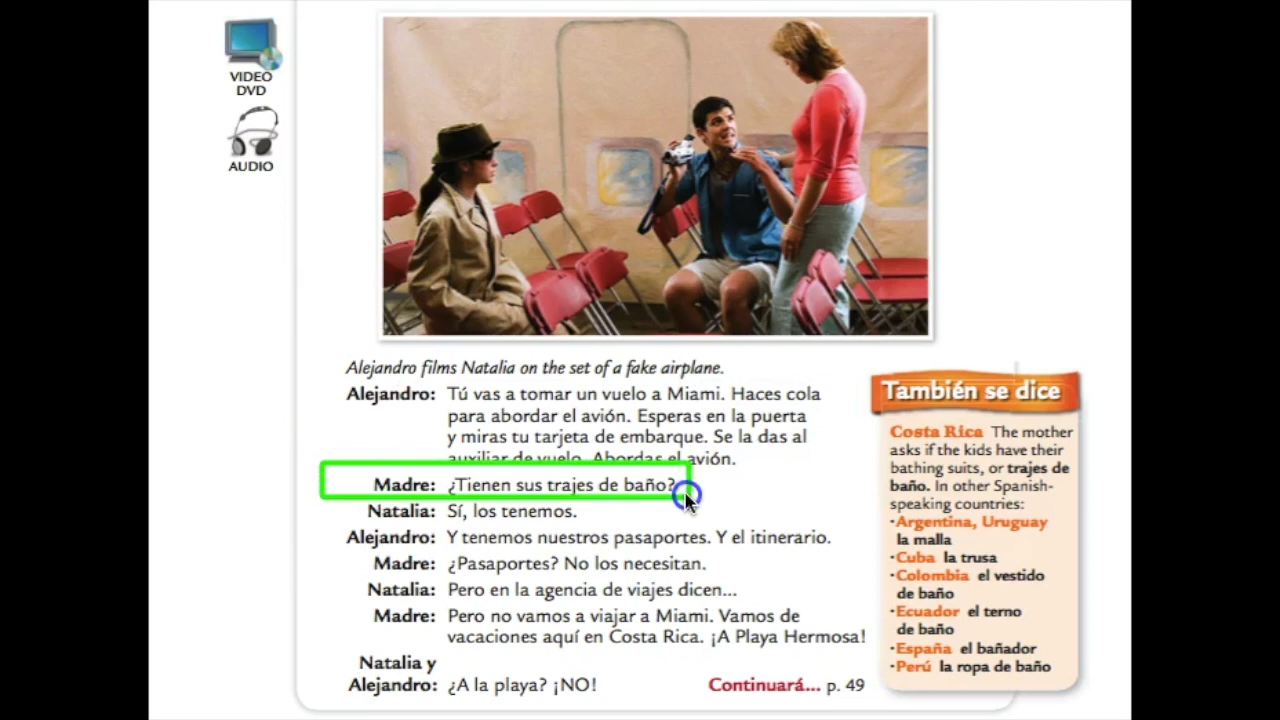 VIDEO
DVD
AUDIO
Alejandro films Natalia on the set of a fake airplane.
Alejandro: Tú vas a tomar un vuelo a Miami. Haces cola
para abordar el avión. Esperas en la puerta
y miras tu tarjeta de embarque. Se la das al
auxiliar de vuelo. Abordas el avión.
Madre: ¿Tienen sus trajes de baño?
Natalia: Sí, los tenemos.
Alejandro: Y tenemos nuestros pasaportes. Y el itinerario.
Madre: ¿Pasaportes? No los necesitan.
Natalia: Pero en la agencia de viajes dicen...
Madre: Pero no vamos a viajar a Miami. Vamos de
vacaciones aquí en Costa Rica. ¡A Playa Hermosa!
Natalia y
Alejandro: ¿A la playa? ¡NO!
Continuará... p. 49
También se dice
Costa Rica The mother
asks if the kids have their
bathing suits, or trajes de
baño. In other Spanish-
speaking countries:
·Argentina, Uruguay
la malla
·Cuba la trusa
·Colombia el vestido
de baño
·Ecuador el terno
de baño
·España el bañador
·Perú la ropa de baño